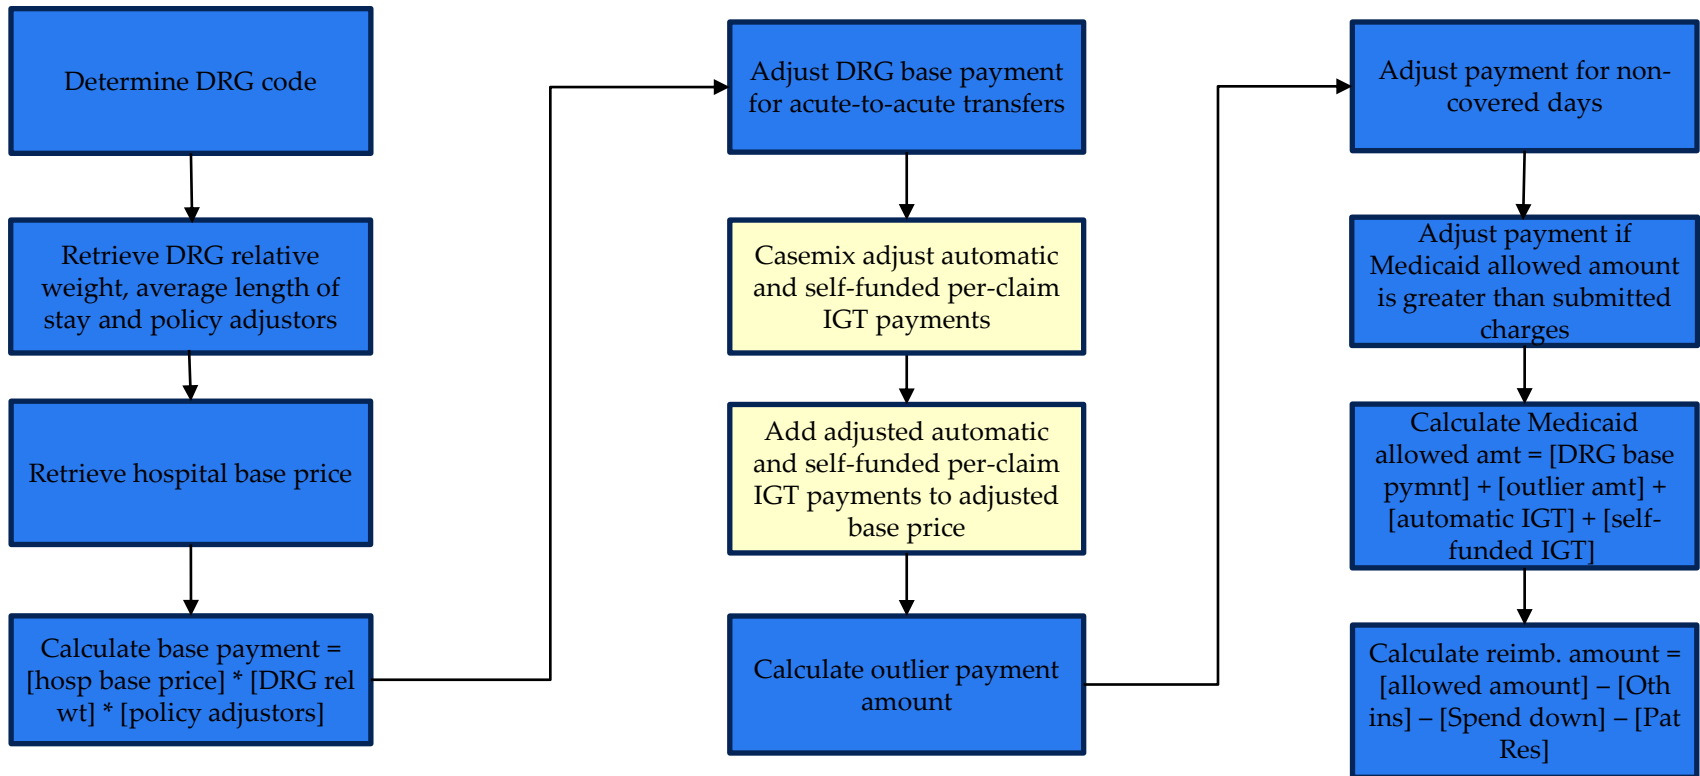 Determine DRG code
Retrieve DRG relative
weight, average length of
stay and policy adjustors
Retrieve hospital base price
Calculate base payment =
[hosp base price] * [DRG rel
wt] * [policy adjustors]
Adjust DRG base payment
for acute-to-acute transfers
Casemix adjust automatic
and self-funded per-claim
IGT payments
Add adjusted automatic
and self-funded per-claim
IGT payments to adjusted
base price
Calculate outlier payment
amount
Adjust payment for non-
covered days
Adjust payment if
Medicaid allowed amount
is greater than submitted
charges
Calculate Medicaid
allowed amt = [DRG base
pymnt] + [outlier amt] +
[automatic IGT] + [self-
funded IGT]
Calculate reimb. amount =
[allowed amount] – [Oth
ins] – [Spend down] – [Pat
Res]